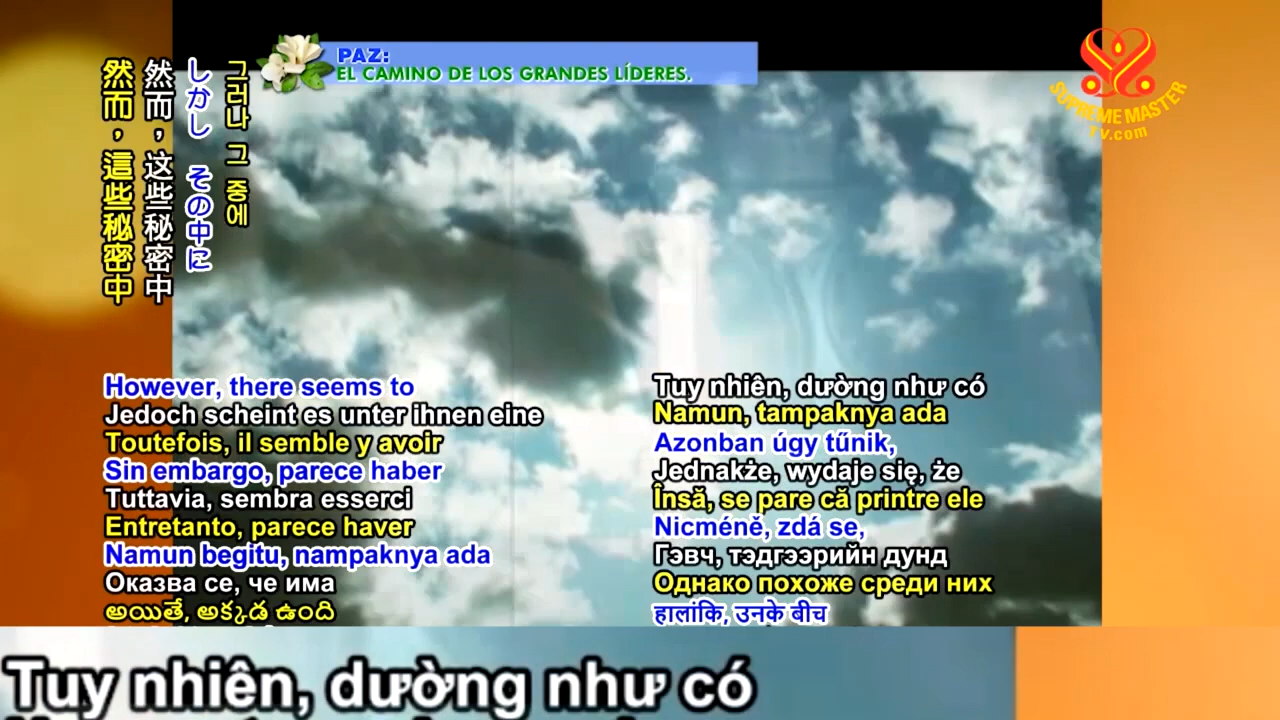 PAZ:
EL CAMINO DE LOS GRANDES LÍDERES.
SUPREME MASTER
TV.com
그러나 그 중에
しかし その中に
然而，这些秘密中
然而，這些秘密中
However, there seems to
Jedoch scheint es unter ihnen eine
Toutefois, il semble y avoir
Sin embargo, parece haber
Tuttavia, sembra esserci
Entretanto, parece haver
Namun begitu, nampaknya ada
Оказва се, че има
అయితే, అక్కడ ఉంది
Tuy nhiên, dường như có
Namun, tampaknya ada
Azonban úgy tűnik,
Jednakże, wydaje się, że
Însă, se pare că printre ele
Nicméně, zdá se,
Гэвч, тэдгээрийн дунд
Однако похоже среди них
हालांकि, उनके बीच
Tuy nhiên, dường như có